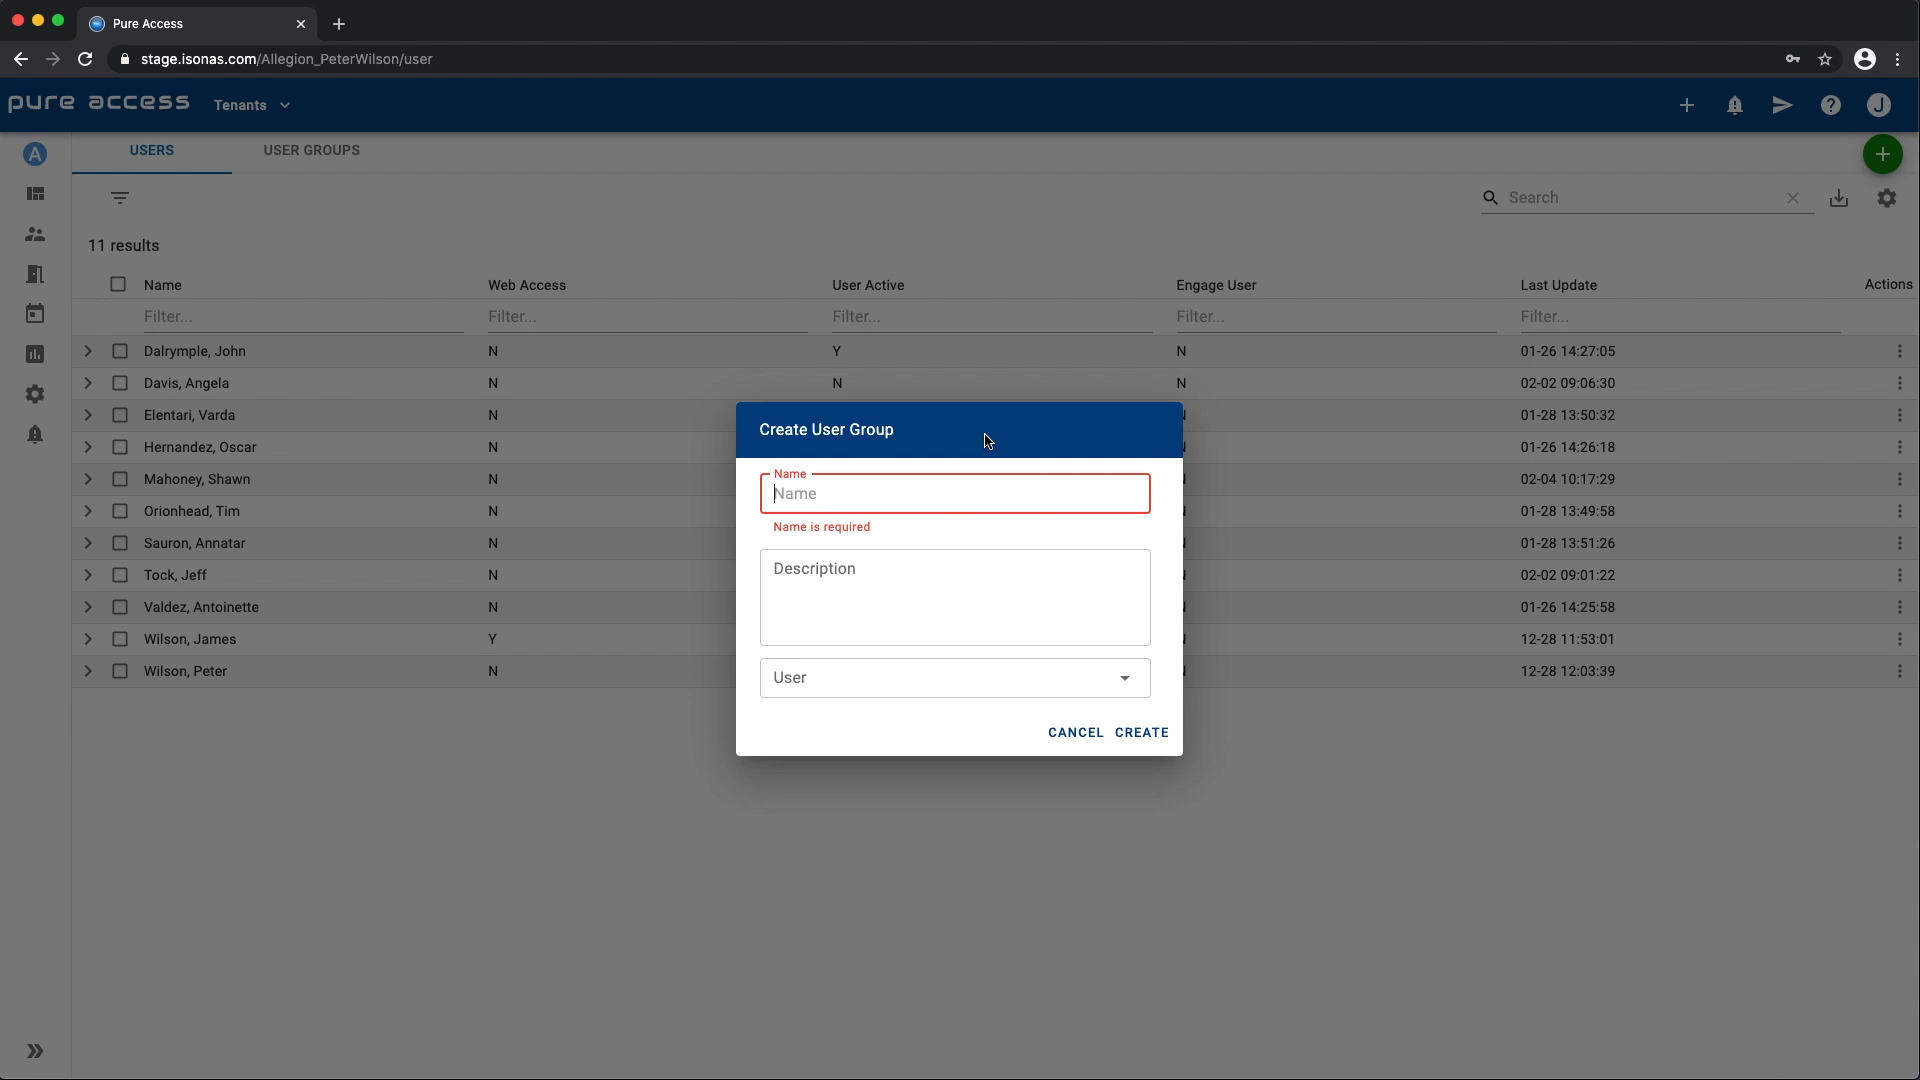 Pure Access
stage.isonas.com/Allegion_PeterWilson/user
pure access Tenants J
A USERS USER GROUPS
Search
11 results
Name Web Access User Active Engage User Last Update Actions
Filter... Filter... Filter... Filter... Filter...
Dalrymple, John N Y N 01-26 14:27:05
Davis, Angela N N N 02-02 09:06:30
Elentari, Varda N 01-28 13:50:32
Hernandez, Oscar N 01-26 14:26:18
Mahoney, Shawn N 02-04 10:17:29
Orionhead, Tim N 01-28 13:49:58
Sauron, Annatar N 01-28 13:51:26
Tock, Jeff N 02-02 09:01:22
Valdez, Antoinette N 01-26 14:25:58
Wilson, James Y 12-28 11:53:01
Wilson, Peter N 12-28 12:03:39
Create User Group
Name
Name
Name is required
Description
User
CANCEL CREATE